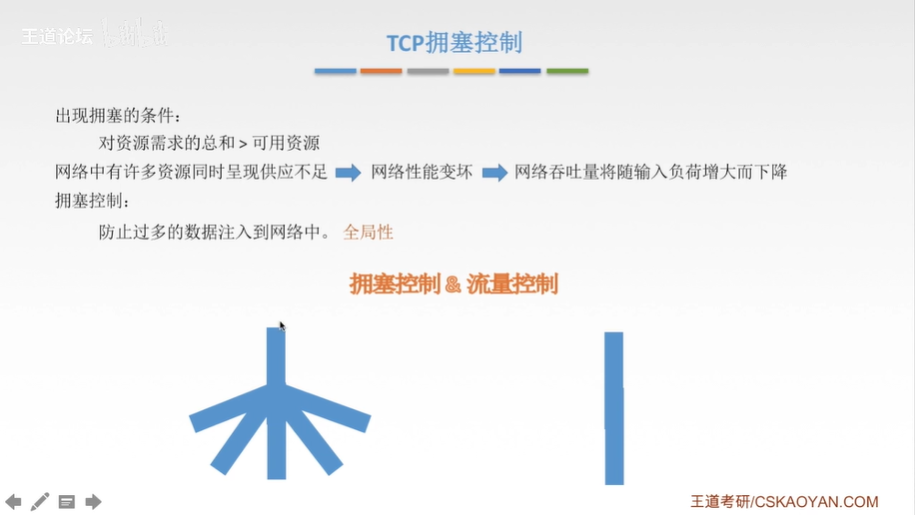 王道论坛
TCP拥塞控制
出现拥塞的条件：
对资源需求的总和 > 可用资源
网络中有许多资源同时呈现供应不足 网络性能变坏 网络吞吐量将随输入负荷增大而下降
拥塞控制：
防止过多的数据注入到网络中。 全局性
拥塞控制 & 流量控制
王道考研/CSKAOYAN.COM